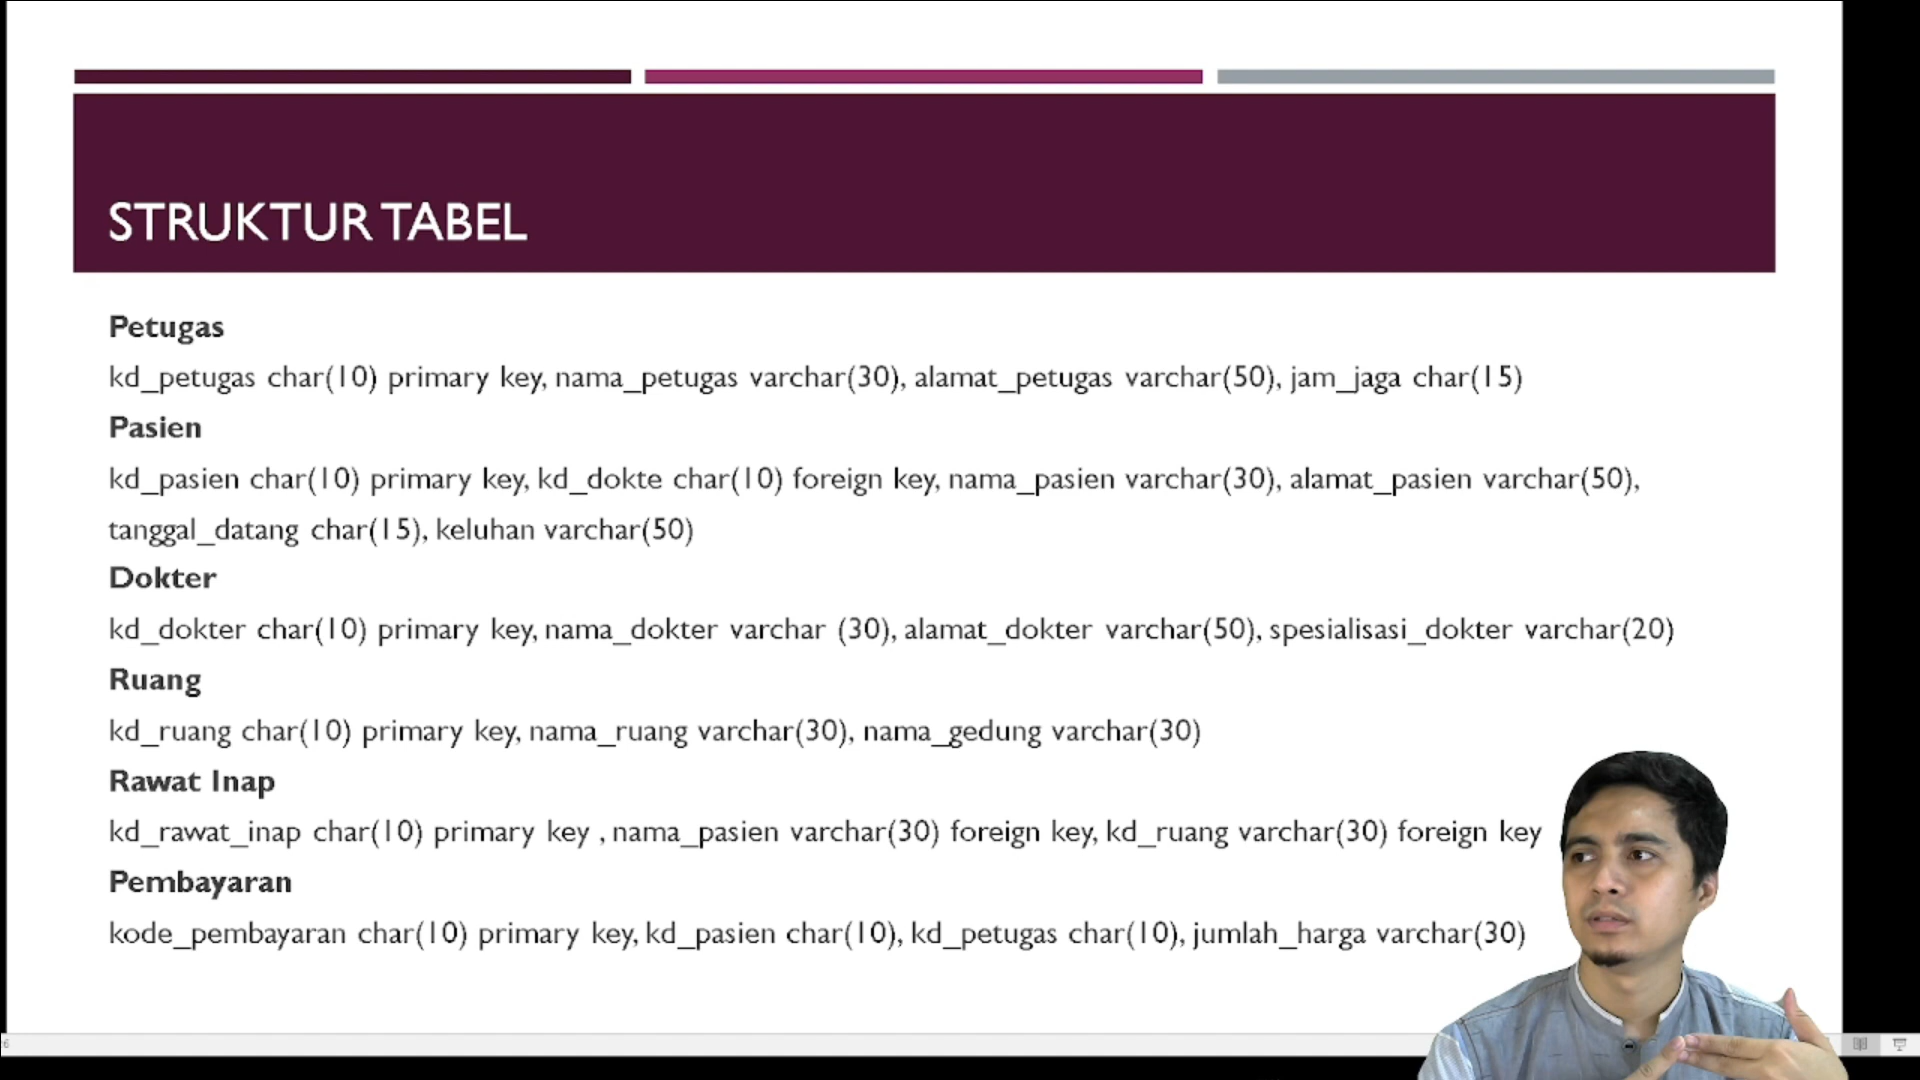 STRUKTUR TABEL
Petugas
kd_petugas char(10) primary key, nama_petugas varchar(30), alamat_petugas varchar(50), jam_jaga char(15)
Pasien
kd_pasien char(10) primary key, kd_dokte char(10) foreign key, nama_pasien varchar(30), alamat_pasien varchar(50),
tanggal_datang char(15), keluhan varchar(50)
Dokter
kd_dokter char(10) primary key, nama_dokter varchar (30), alamat_dokter varchar(50), spesialisasi_dokter varchar(20)
Ruang
kd_ruang char(10) primary key, nama_ruang varchar(30), nama_gedung varchar(30)
Rawat Inap
kd_rawat_inap char(10) primary key , nama_pasien varchar(30) foreign key, kd_ruang varchar(30) foreign key
Pembayaran
kode_pembayaran char(10) primary key, kd_pasien char(10), kd_petugas char(10), jumlah_harga varchar(30)